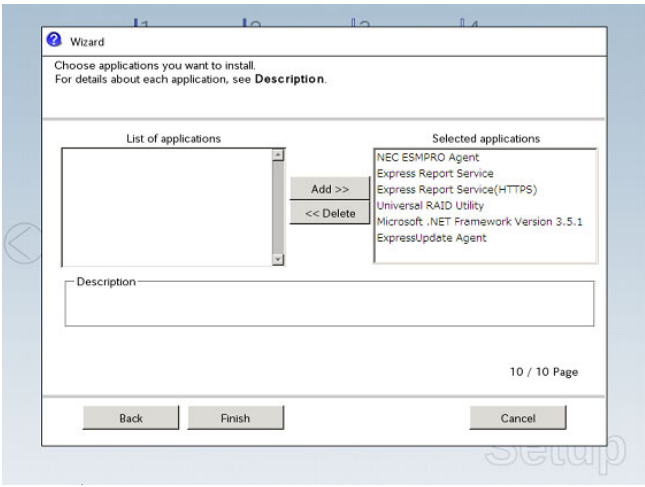 Wizard
Choose applications you want to install.
For details about each application, see Description.
List of applications
Selected applications
NEC ESMPRO Agent
Express Report Service
Express Report Service(HTTPS)
Universal RAID Utility
Microsoft .NET Framework Version 3.5.1
ExpressUpdate Agent
Add >>
<< Delete
Description
10 / 10 Page
Back
Finish
Cancel
Setup